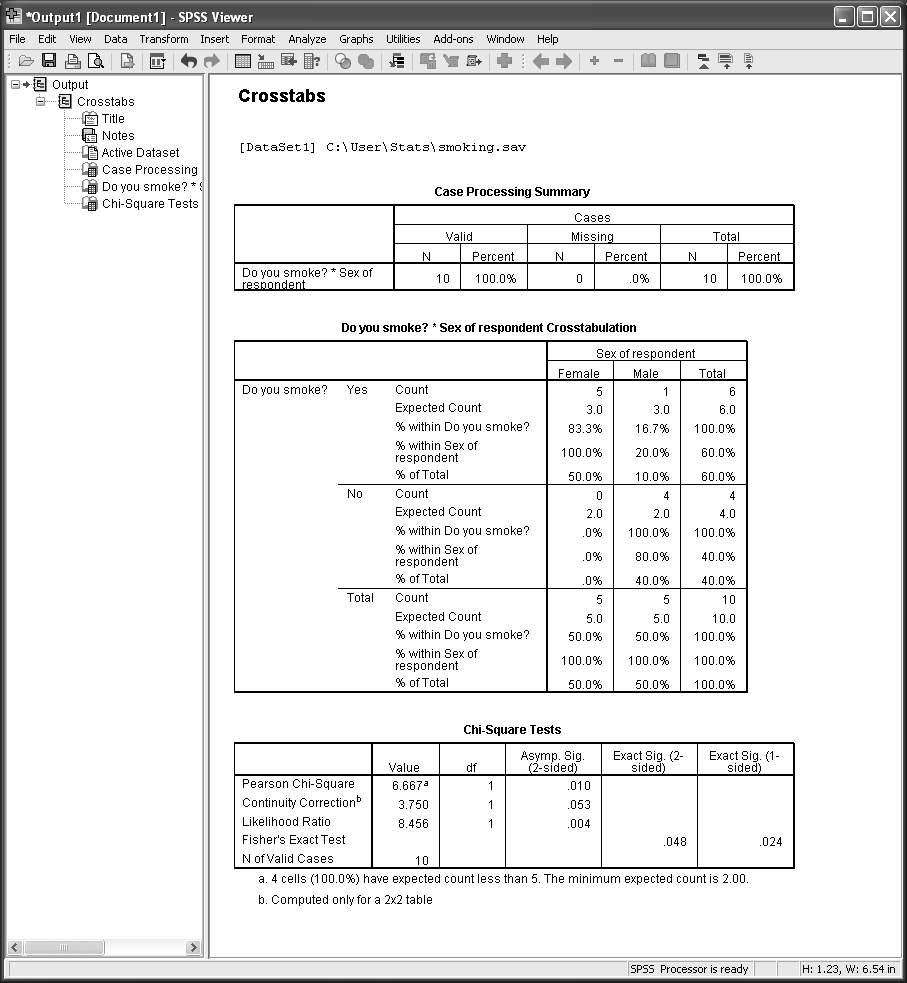 *Output1 [Document1] - SPSS Viewer
File Edit View Data Transform Insert Format Analyze Graphs Utilities Add-ons Window Help
Output
Crosstabs
Title
Notes
Active Dataset
Case Processing
Do you smoke? * S
Chi-Square Tests
Crosstabs
[DataSet1] C:\User\Stats\smoking.sav
Case Processing Summary
Cases
Valid Missing Total
N Percent N Percent N Percent
Do you smoke? * Sex of
respondent 10 100.0% 0 .0% 10 100.0%
Do you smoke? * Sex of respondent Crosstabulation
Sex of respondent
Female Male Total
Do you smoke? Yes Count 5 1 6
Expected Count 3.0 3.0 6.0
% within Do you smoke? 83.3% 16.7% 100.0%
% within Sex of
respondent 100.0% 20.0% 60.0%
% of Total 50.0% 10.0% 60.0%
No Count 0 4 4
Expected Count 2.0 2.0 4.0
% within Do you smoke? .0% 100.0% 100.0%
% within Sex of
respondent .0% 80.0% 40.0%
% of Total .0% 40.0% 40.0%
Total Count 5 5 10
Expected Count 5.0 5.0 10.0
% within Do you smoke? 50.0% 50.0% 100.0%
% within Sex of
respondent 100.0% 100.0% 100.0%
% of Total 50.0% 50.0% 100.0%
Chi-Square Tests
Value df Asymp. Sig. (2-sided) Exact Sig. (2-sided) Exact Sig. (1-sided)
Pearson Chi-Square 6.667a 1 .010
Continuity Correctionb 3.750 1 .053
Likelihood Ratio 8.456 1 .004
Fisher's Exact Test .048 .024
N of Valid Cases 10
a. 4 cells (100.0%) have expected count less than 5. The minimum expected count is 2.00.
b. Computed only for a 2x2 table
SPSS Processor is ready H: 1.23, W: 6.54 in